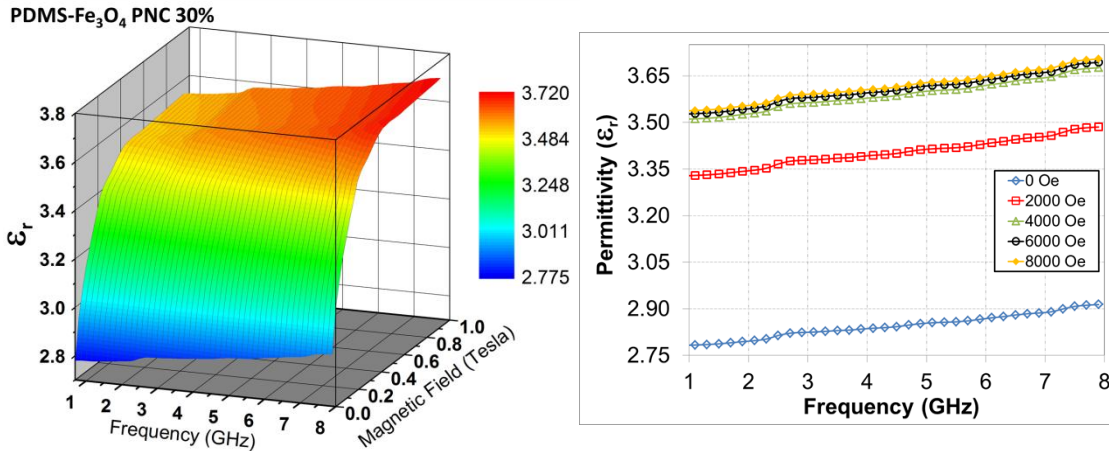 PDMS-Fe₃O₄ PNC 30%
3.8
3.6
3.4
3.2
3.0
2.8
εr
1 2 3 4 5 6 7 8
Frequency (GHz)
0.0 0.2 0.4 0.6 0.8 1.0
Magnetic Field (Tesla)
3.720
3.484
3.248
3.011
2.775
3.65
3.50
3.35
3.20
3.05
2.90
2.75
Permittivity (εr)
1 2 3 4 5 6 7 8
Frequency (GHz)
0 Oe
2000 Oe
4000 Oe
6000 Oe
8000 Oe